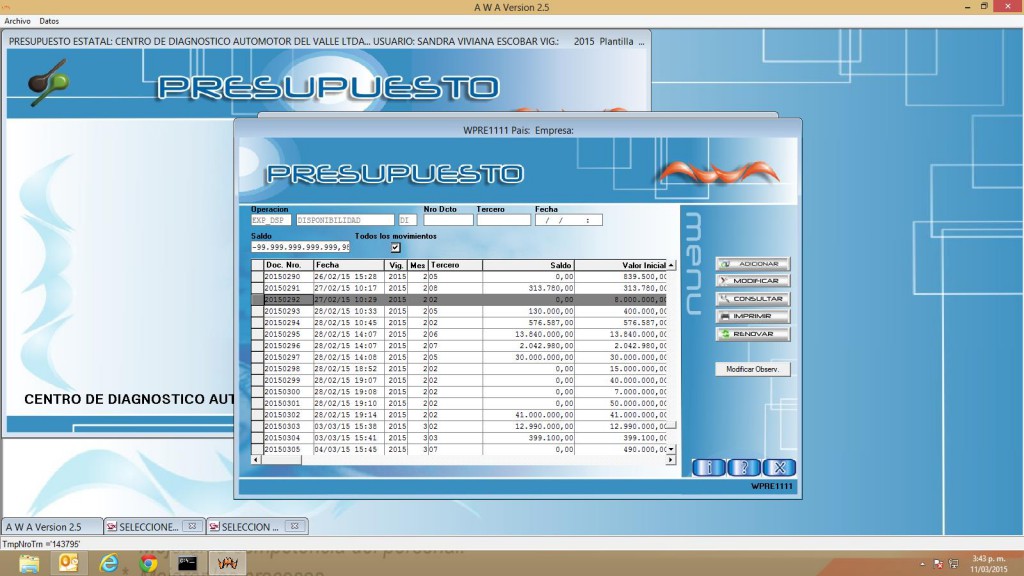 A W A Version 2.5
Archivo Datos
PRESUPUESTO ESTATAL: CENTRO DE DIAGNOSTICO AUTOMOTOR DEL VALLE LTDA... USUARIO: SANDRA VIVIANA ESCOBAR VIG.: 2015 Plantilla ...
PRESUPUESTO
WPRE1111 Pais: Empresa:
PRESUPUESTO
Operacion Nro Dcto Tercero Fecha
EXP_DSP DISPONIBILIDAD DI / / :
Saldo Todos los movimientos
-99.999.999.999.999,98
Doc. Nro. Fecha Vig. Mes Tercero Saldo Valor Inicial
20150290 26/02/15 15:28 2015 2 05 0,00 839.500,00
20150291 27/02/15 10:17 2015 2 08 313.780,00 313.780,00
20150292 27/02/15 10:29 2015 2 02 0,00 8.000.000,00
20150293 28/02/15 10:33 2015 2 05 130.000,00 400.000,00
20150294 28/02/15 10:45 2015 2 02 576.587,00 576.587,00
20150295 28/02/15 14:07 2015 2 06 13.840.000,00 13.840.000,00
20150296 28/02/15 14:07 2015 2 07 2.042.980,00 2.042.980,00
20150297 28/02/15 14:08 2015 2 05 30.000.000,00 30.000.000,00
20150298 28/02/15 18:52 2015 2 02 0,00 15.000.000,00
20150299 28/02/15 19:07 2015 2 02 0,00 40.000.000,00
20150300 28/02/15 19:08 2015 2 02 0,00 7.000.000,00
20150301 28/02/15 19:10 2015 2 02 0,00 50.000.000,00
20150302 28/02/15 19:14 2015 2 02 41.000.000,00 41.000.000,00
20150303 03/03/15 15:38 2015 3 02 12.990.000,00 12.990.000,00
20150304 03/03/15 15:41 2015 3 03 399.100,00 399.100,00
20150305 04/03/15 15:45 2015 3 07 0,00 490.000,00
menu
ADICIONAR
MODIFICAR
CONSULTAR
IMPRIMIR
RENOVAR
Modificar Observ.
i ? X
WPRE1111
CENTRO DE DIAGNOSTICO AUT
A W A Version 2.5 SELECCIONE... SELECCION ...
TmpNroTrn ='143795'
3:43 p. m.
11/03/2015